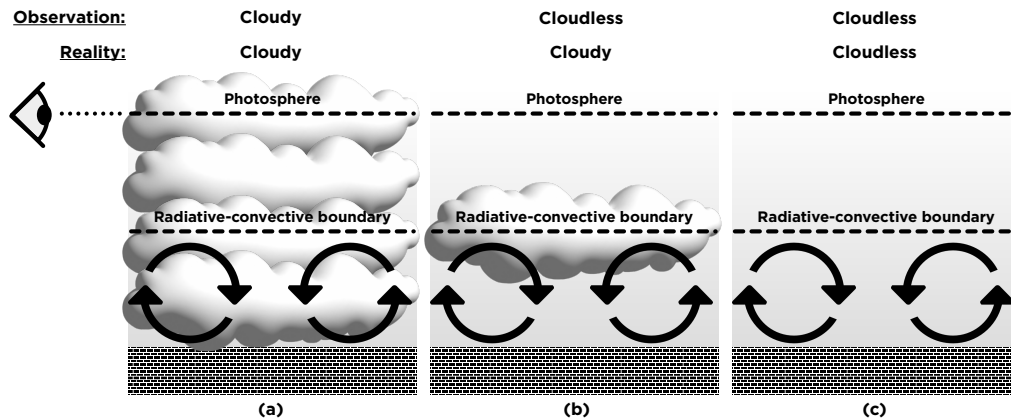 Observation: Cloudy Cloudless Cloudless
Reality: Cloudy Cloudy Cloudless
Photosphere Photosphere Photosphere
Radiative-convective boundary Radiative-convective boundary Radiative-convective boundary
(a) (b) (c)